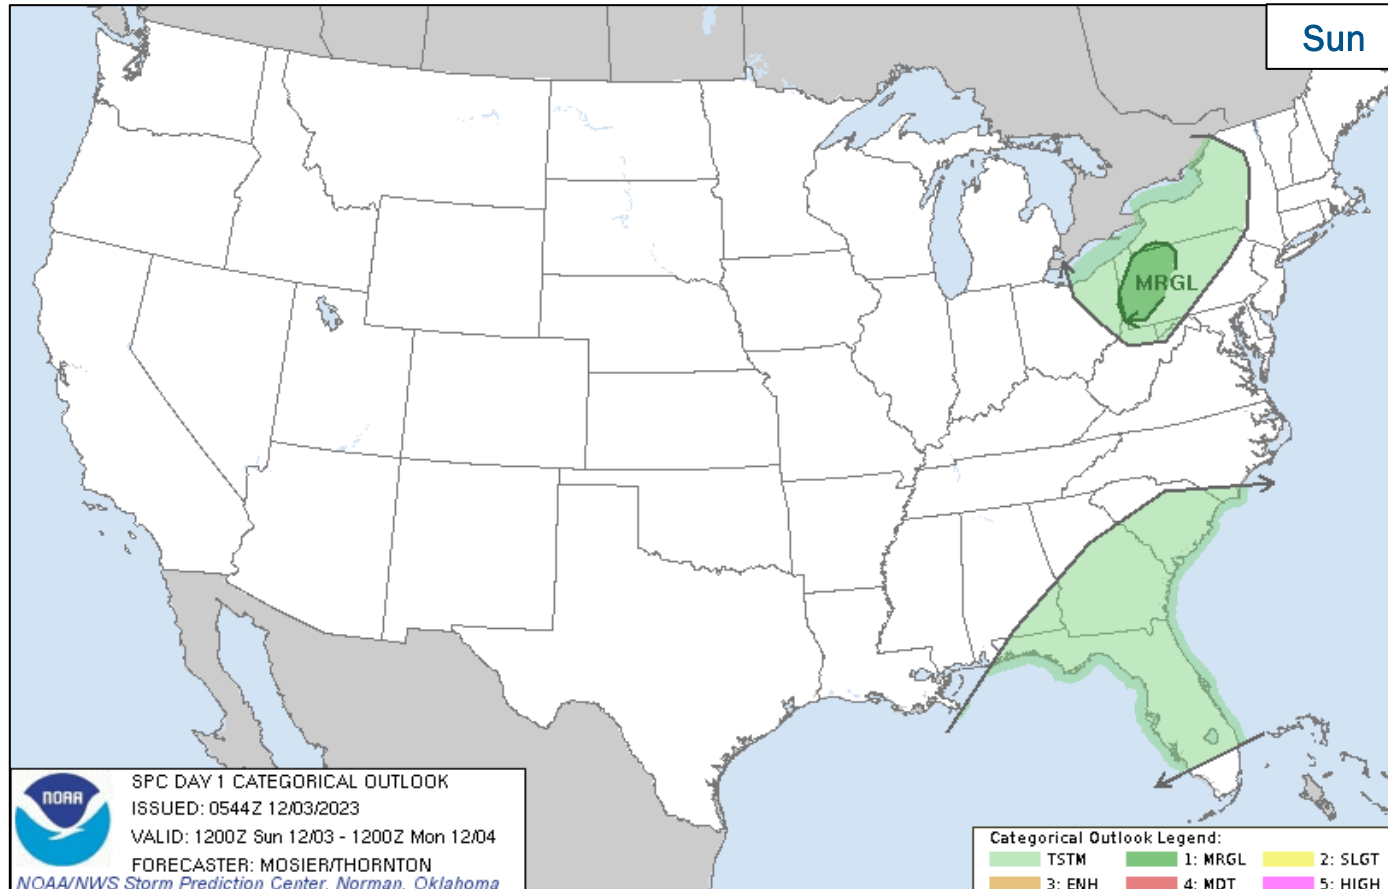 Sun
MRGL
NOAA
SPC DAY 1 CATEGORICAL OUTLOOK
ISSUED: 0544Z 12/03/2023
VALID: 1200Z Sun 12/03 - 1200Z Mon 12/04
FORECASTER: MOSIER/THORNTON
NOAA/NWS Storm Prediction Center, Norman, Oklahoma
Categorical Outlook Legend:
TSTM 1: MRGL 2: SLGT
3: ENH 4: MDT 5: HIGH